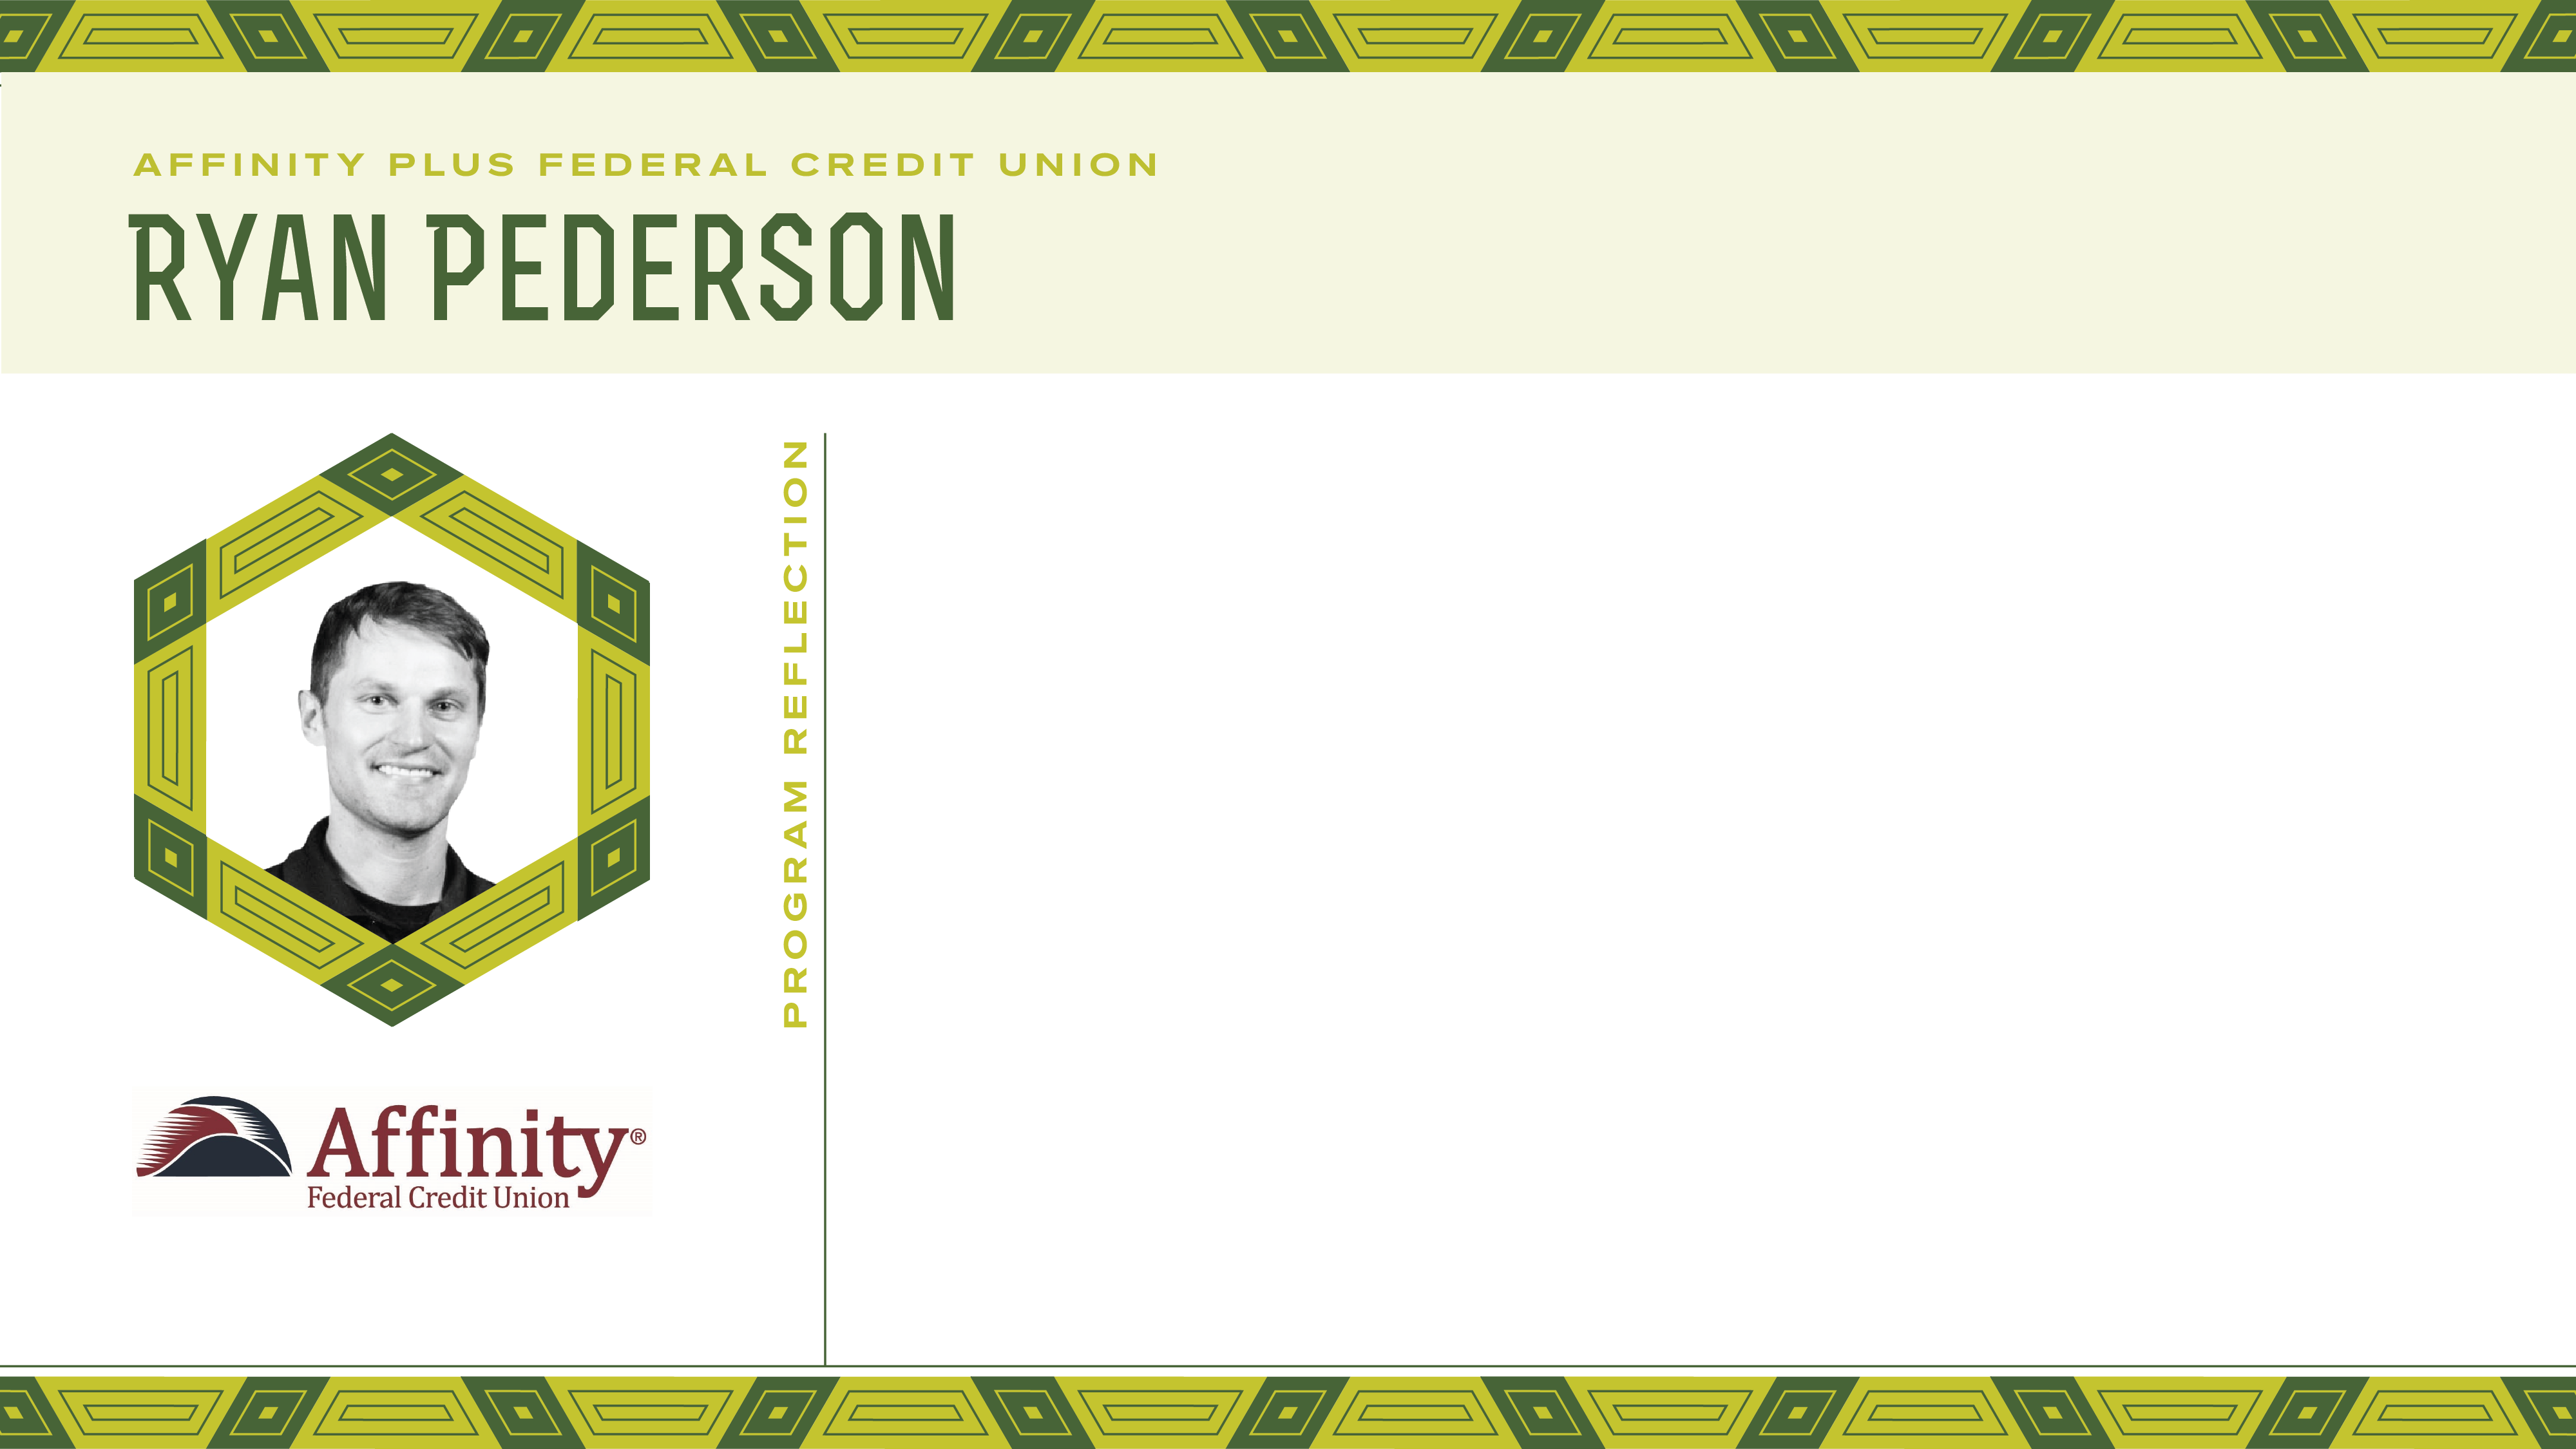 AFFINITY PLUS FEDERAL CREDIT UNION
RYAN PEDERSON
PROGRAM REFLECTION
Affinity®
Federal Credit Union